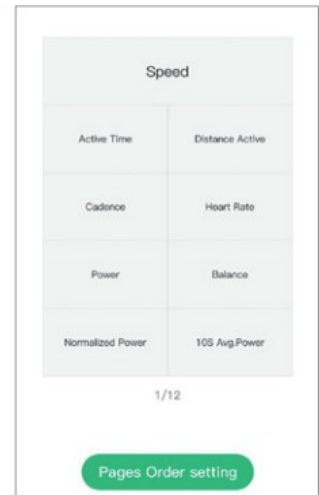 Speed
Active Time Distance Active
Cadence Heart Rate
Power Balance
Normalized Power 10S Avg.Power
1/12
Pages Order setting